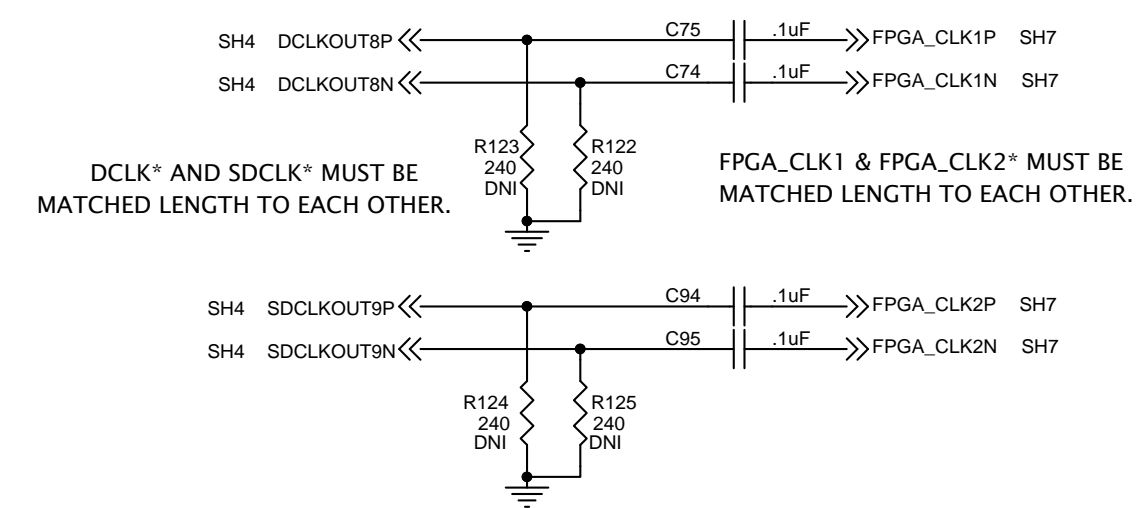 SH4 DCLKOUT8P C75 .1uF FPGA_CLK1P SH7
SH4 DCLKOUT8N C74 .1uF FPGA_CLK1N SH7
R123 R122
240 240
DNI DNI
DCLK* AND SDCLK* MUST BE
MATCHED LENGTH TO EACH OTHER.
FPGA_CLK1 & FPGA_CLK2* MUST BE
MATCHED LENGTH TO EACH OTHER.
SH4 SDCLKOUT9P C94 .1uF FPGA_CLK2P SH7
SH4 SDCLKOUT9N C95 .1uF FPGA_CLK2N SH7
R124 R125
240 240
DNI DNI